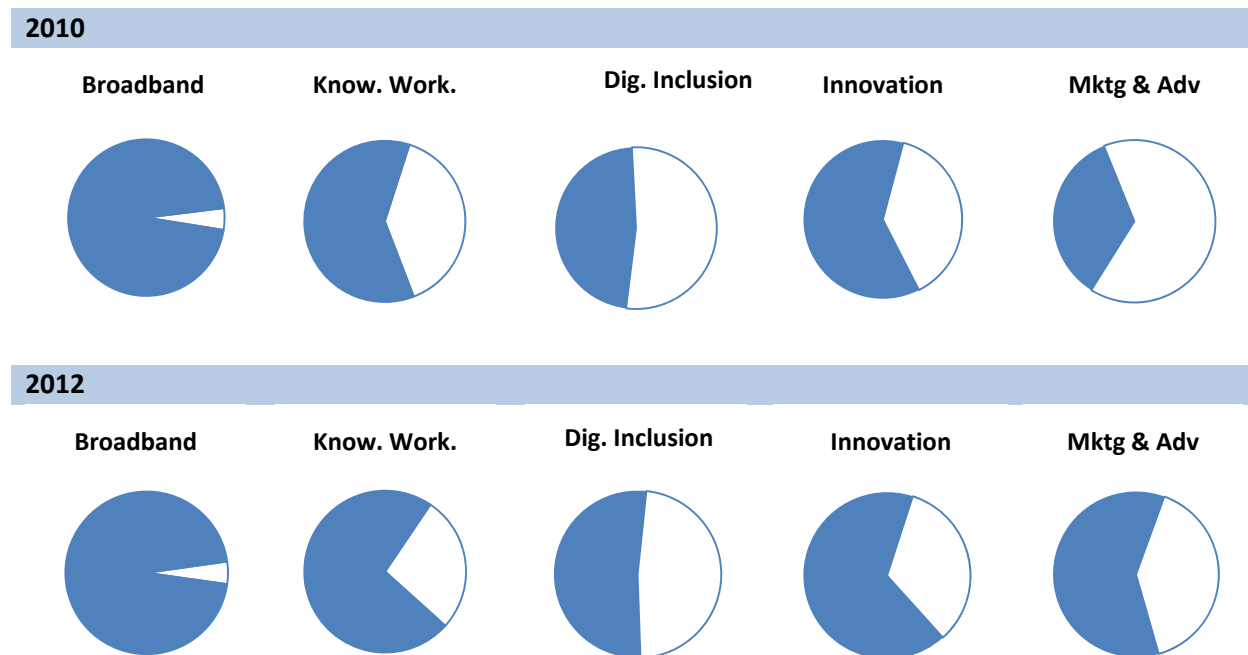 2010
Broadband
Know. Work.
Dig. Inclusion
Innovation
Mktg & Adv
2012
Broadband
Know. Work.
Dig. Inclusion
Innovation
Mktg & Adv